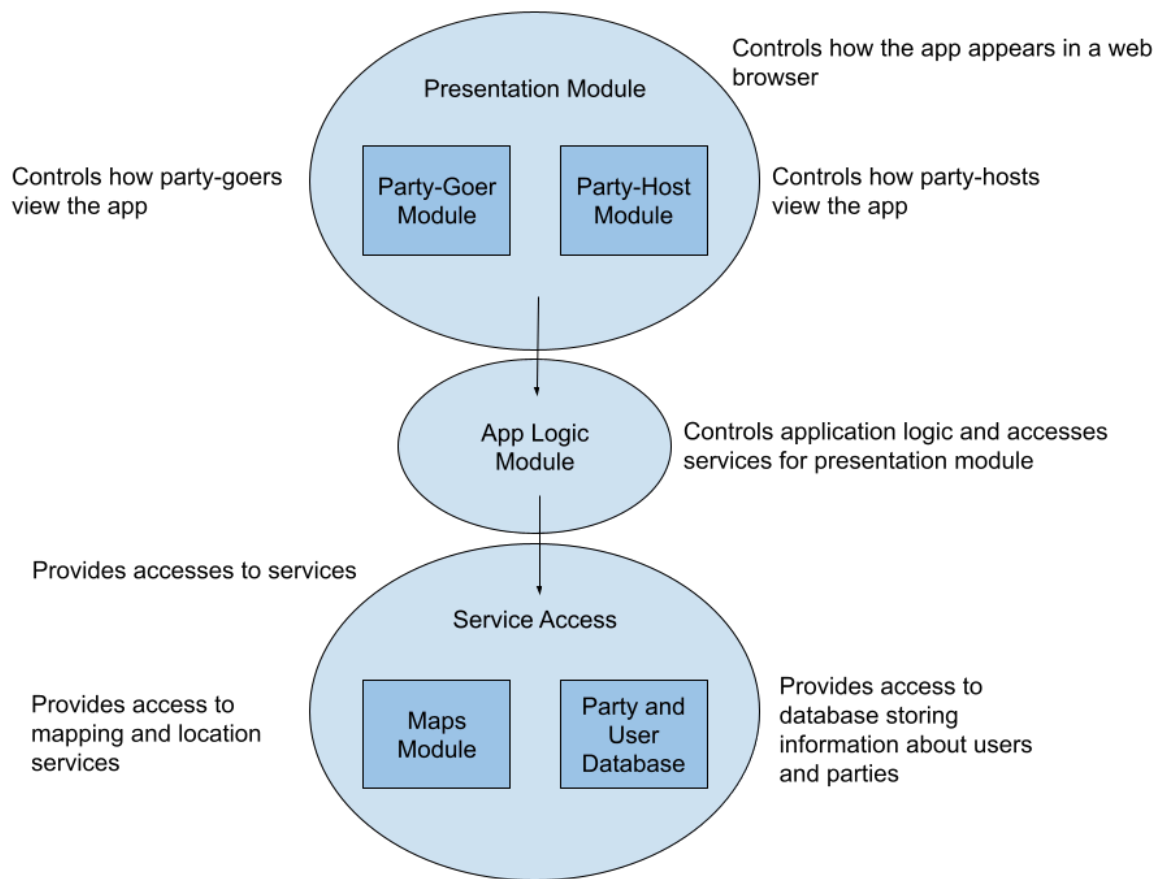 Controls how the app appears in a web
browser
Presentation Module
Controls how party-goers
view the app
Party-Goer
Module
Party-Host
Module
Controls how party-hosts
view the app
App Logic
Module
Controls application logic and accesses
services for presentation module
Provides accesses to services
Service Access
Provides access to
mapping and location
services
Maps
Module
Party and
User
Database
Provides access to
database storing
information about users
and parties